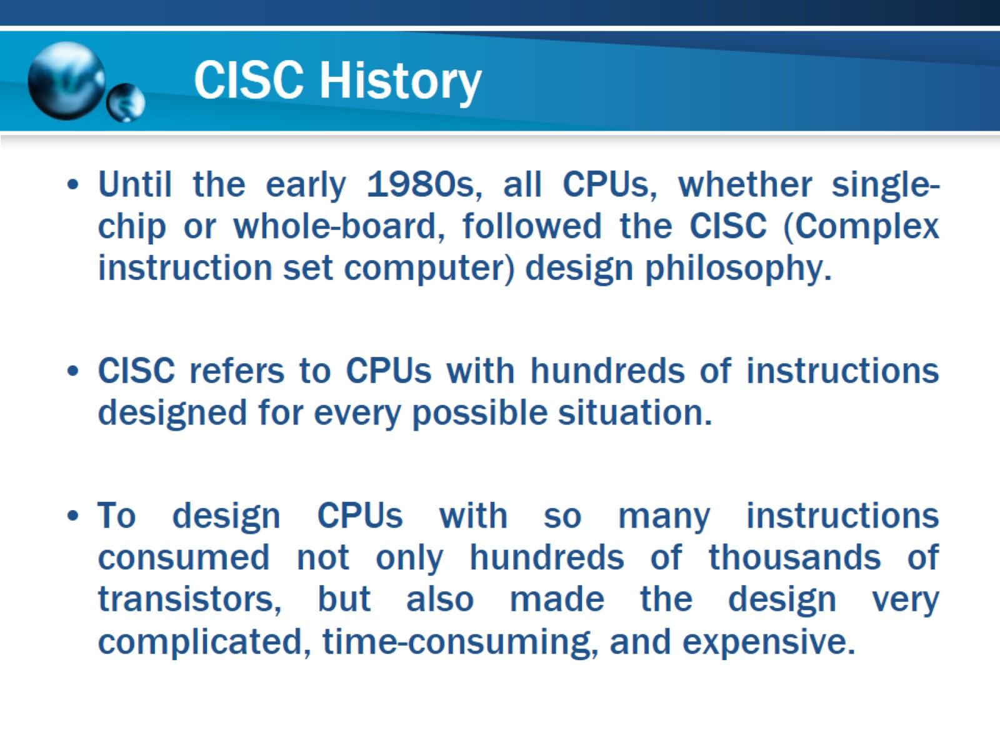 CISC History
• Until the early 1980s, all CPUs, whether single-
chip or whole-board, followed the CISC (Complex
instruction set computer) design philosophy.
• CISC refers to CPUs with hundreds of instructions
designed for every possible situation.
• To design CPUs with so many instructions
consumed not only hundreds of thousands of
transistors, but also made the design very
complicated, time-consuming, and expensive.